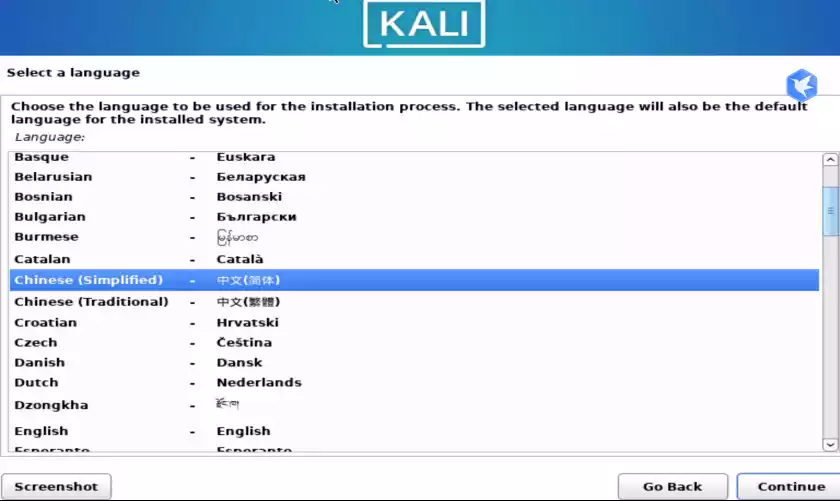 KALI
Select a language
Choose the language to be used for the installation process. The selected language will also be the default
language for the installed system.
Language:
Basque - Euskara
Belarusian - Беларуская
Bosnian - Bosanski
Bulgarian - Български
Burmese - မြန်မာစာ
Catalan - Català
Chinese (Simplified) - 中文(简体)
Chinese (Traditional) - 中文(繁體)
Croatian - Hrvatski
Czech - Čeština
Danish - Dansk
Dutch - Nederlands
Dzongkha - རྫོང་ཁ།
English - English
Esperanto - Esperanto
Screenshot Go Back Continue